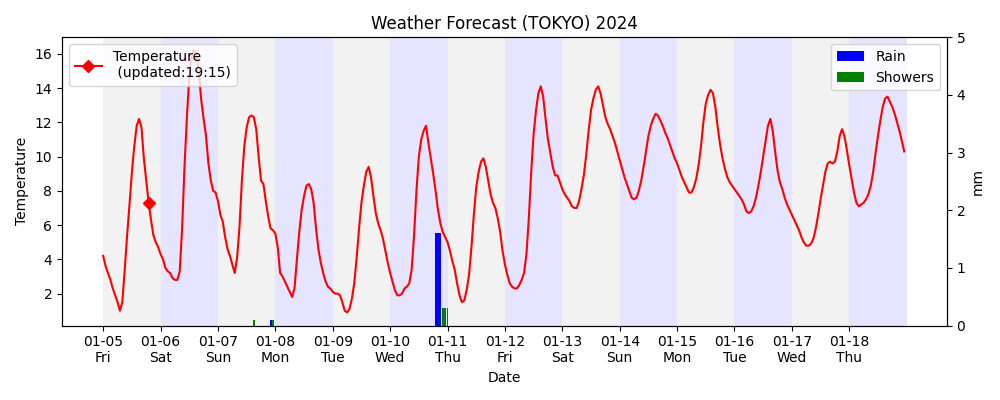 Weather Forecast (TOKYO) 2024
Temperature
(updated:19:15)
Rain
Showers
16
14
12
10
8
6
4
2
Temperature
5
4
3
2
1
0
mm
01-05 01-06 01-07 01-08 01-09 01-10 01-11 01-12 01-13 01-14 01-15 01-16 01-17 01-18
Fri Sat Sun Mon Tue Wed Thu Fri Sat Sun Mon Tue Wed Thu
Date